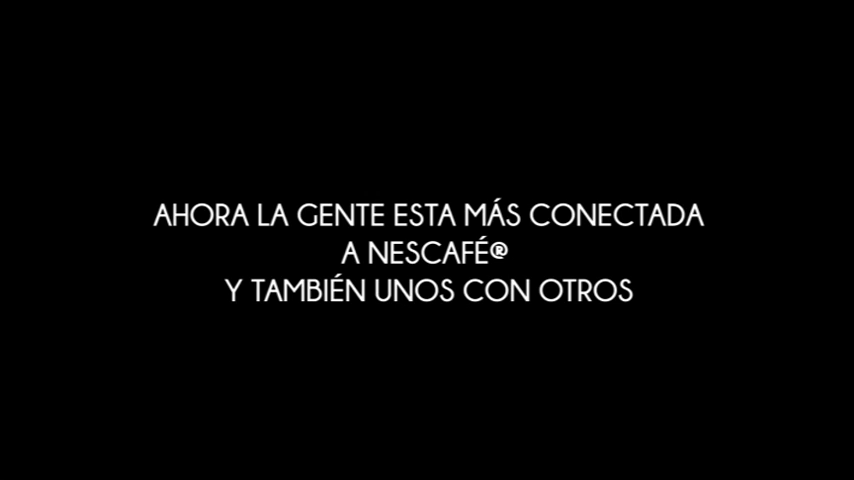 AHORA LA GENTE ESTA MÁS CONECTADA
A NESCAFÉ®
Y TAMBIÉN UNOS CON OTROS